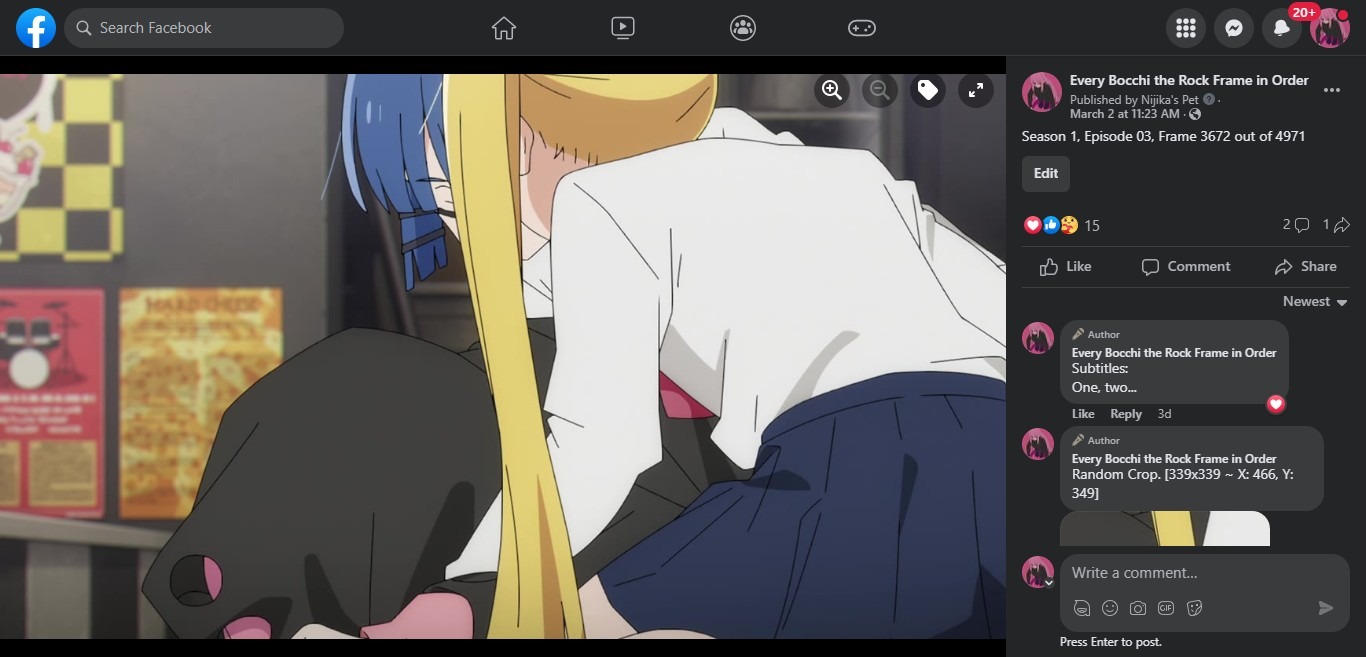 Search Facebook
20+
Every Bocchi the Rock Frame in Order
Published by Nijika's Pet ·
March 2 at 11:23 AM ·
Season 1, Episode 03, Frame 3672 out of 4971
Edit
15
2
1
Like
Comment
Share
Newest
Author
Every Bocchi the Rock Frame in Order
Subtitles:
One, two...
Like Reply 3d
Author
Every Bocchi the Rock Frame in Order
Random Crop. [339x339 ~ X: 466, Y:
349]
Write a comment...
GIF
Press Enter to post.
HARD CHEESE